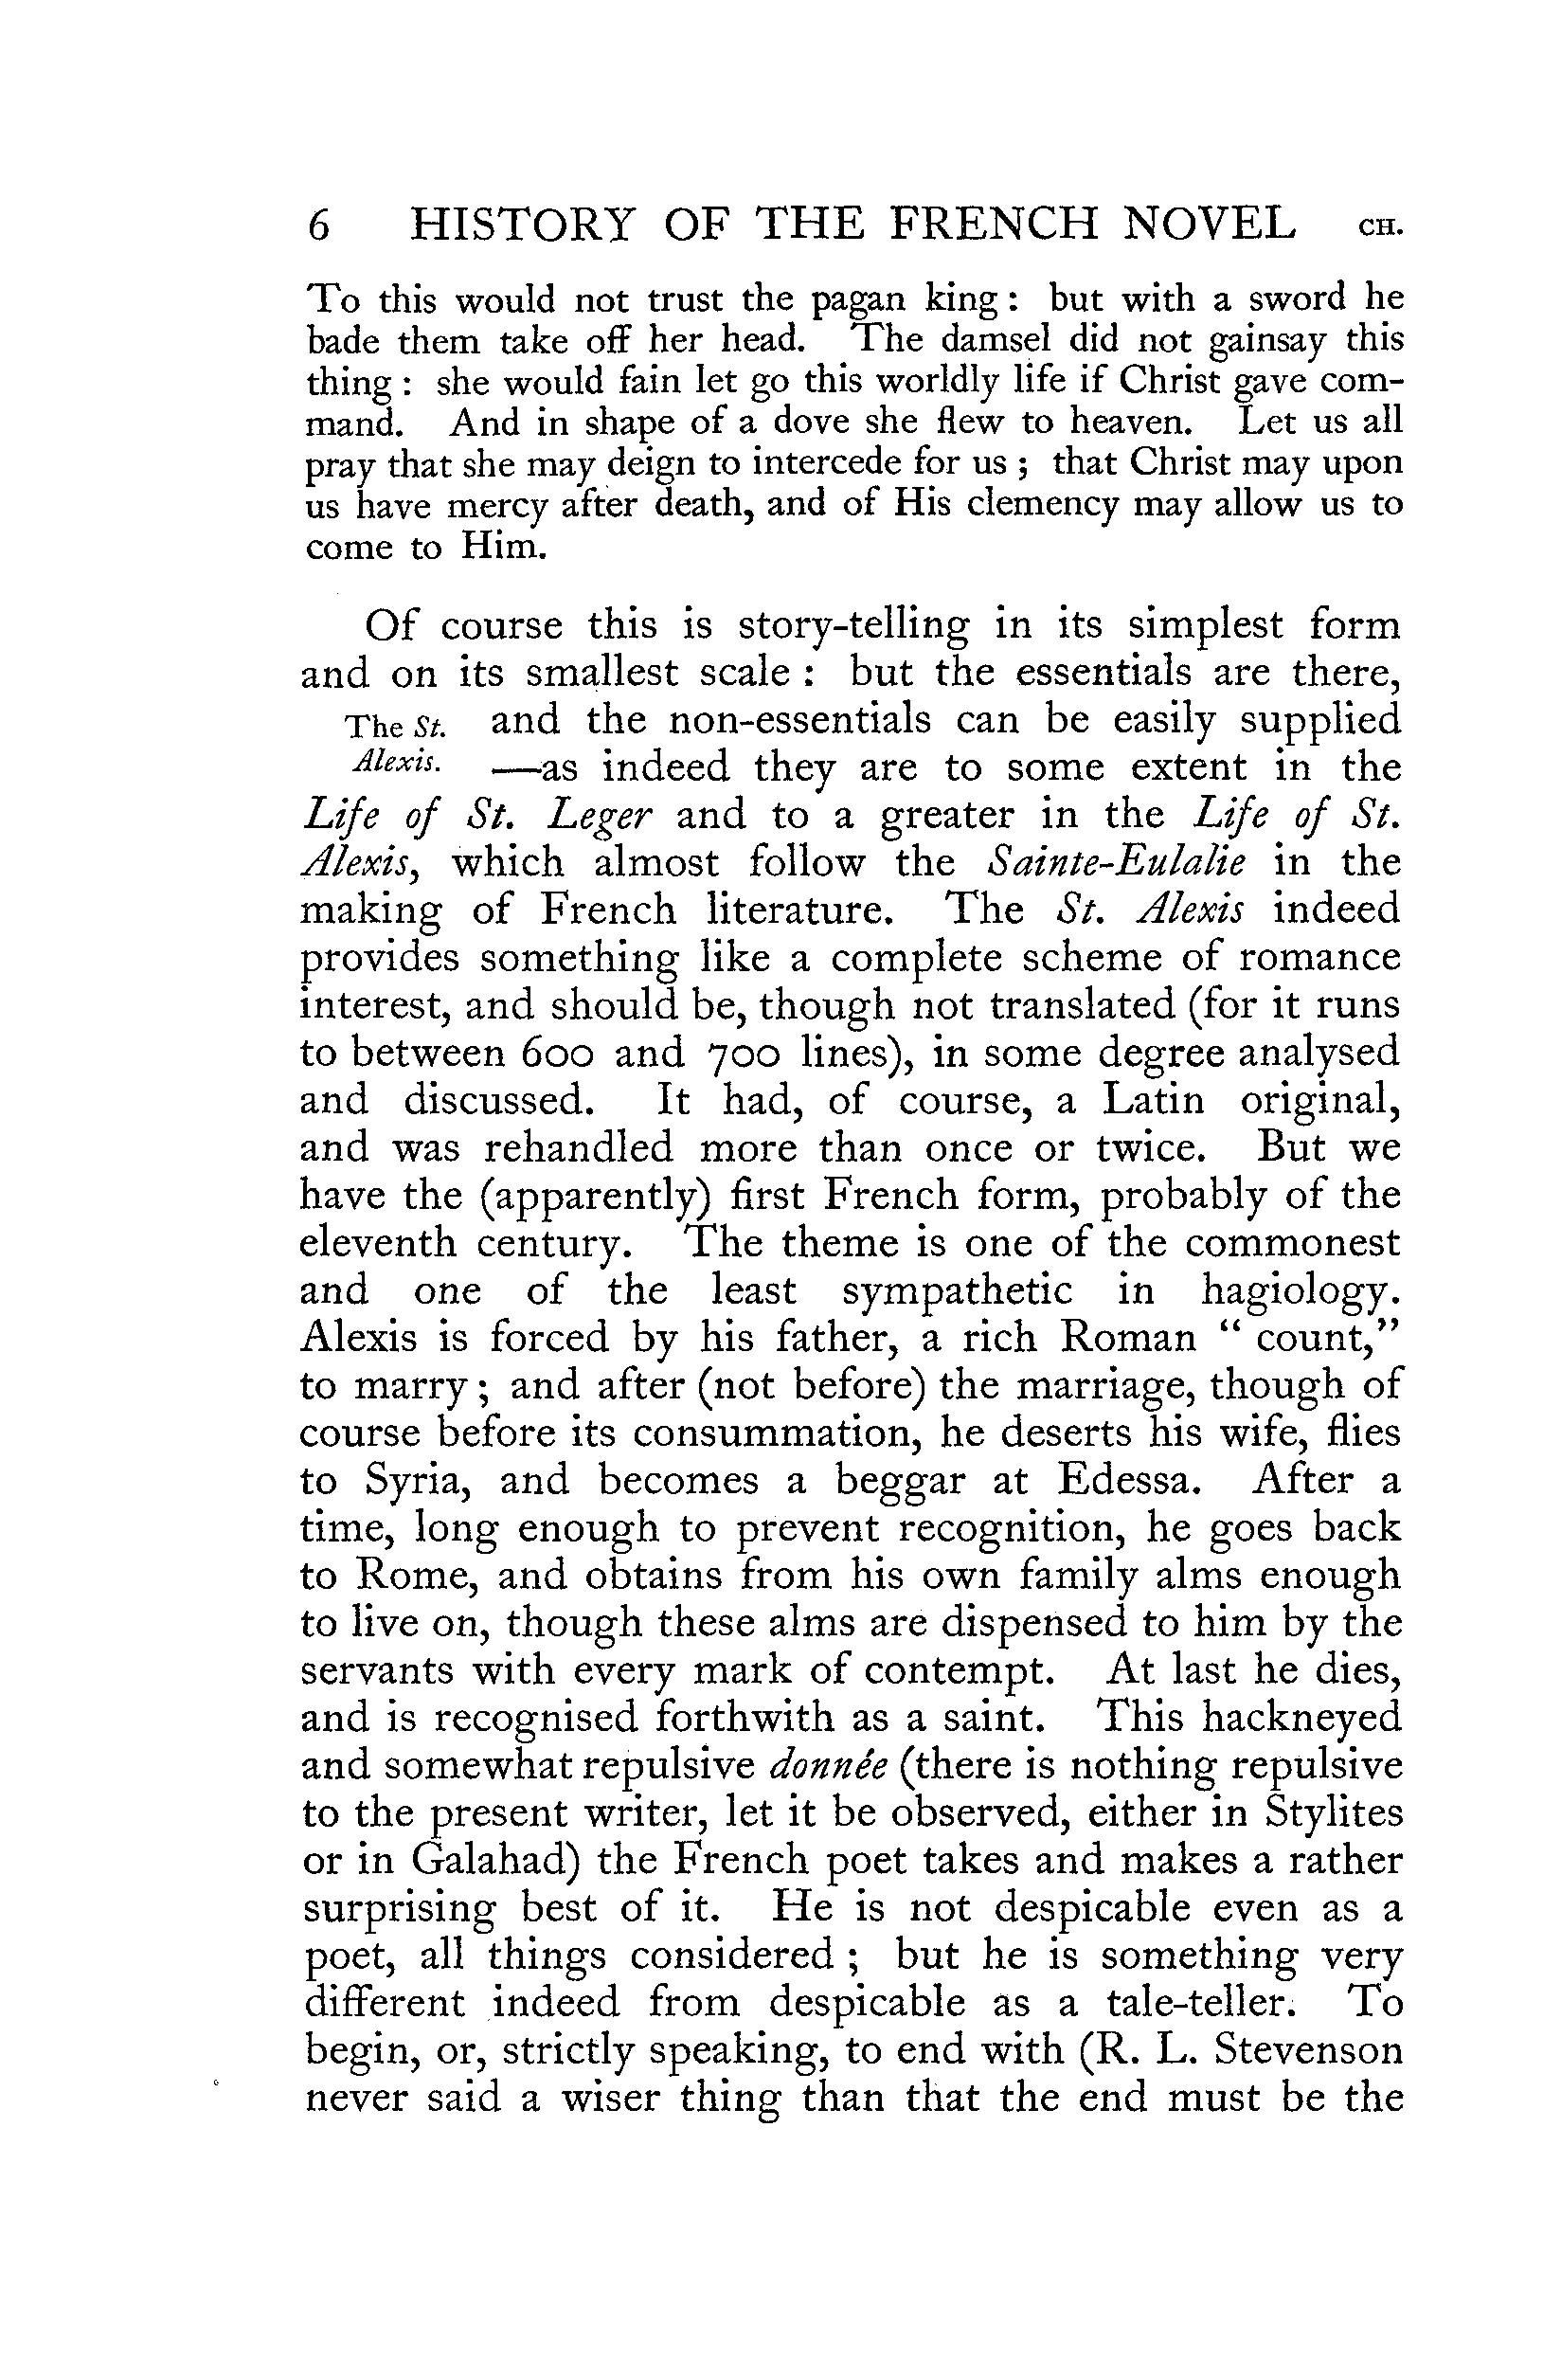 6 HISTORY OF THE FRENCH NOVEL CH.
To this would not trust the pagan king : but with a sword he
bade them take off her head. The damsel did not gainsay this
thing : she would fain let go this worldly life if Christ gave com-
mand. And in shape of a dove she flew to heaven. Let us all
pray that she may deign to intercede for us ; that Christ may upon
us have mercy after death, and of His clemency may allow us to
come to Him.
Of course this is story-telling in its simplest form
and on its smallest scale : but the essentials are there,
The St. and the non-essentials can be easily supplied
Alexis. —as indeed they are to some extent in the
Life of St. Leger and to a greater in the Life of St.
Alexis, which almost follow the Sainte-Eulalie in the
making of French literature. The St. Alexis indeed
provides something like a complete scheme of romance
interest, and should be, though not translated (for it runs
to between 600 and 700 lines), in some degree analysed
and discussed. It had, of course, a Latin original,
and was rehandled more than once or twice. But we
have the (apparently) first French form, probably of the
eleventh century. The theme is one of the commonest
and one of the least sympathetic in hagiology.
Alexis is forced by his father, a rich Roman “ count,”
to marry ; and after (not before) the marriage, though of
course before its consummation, he deserts his wife, flies
to Syria, and becomes a beggar at Edessa. After a
time, long enough to prevent recognition, he goes back
to Rome, and obtains from his own family alms enough
to live on, though these alms are dispensed to him by the
servants with every mark of contempt. At last he dies,
and is recognised forthwith as a saint. This hackneyed
and somewhat repulsive donnée (there is nothing repulsive
to the present writer, let it be observed, either in Stylites
or in Galahad) the French poet takes and makes a rather
surprising best of it. He is not despicable even as a
poet, all things considered ; but he is something very
different indeed from despicable as a tale-teller. To
begin, or, strictly speaking, to end with (R. L. Stevenson
never said a wiser thing than that the end must be the